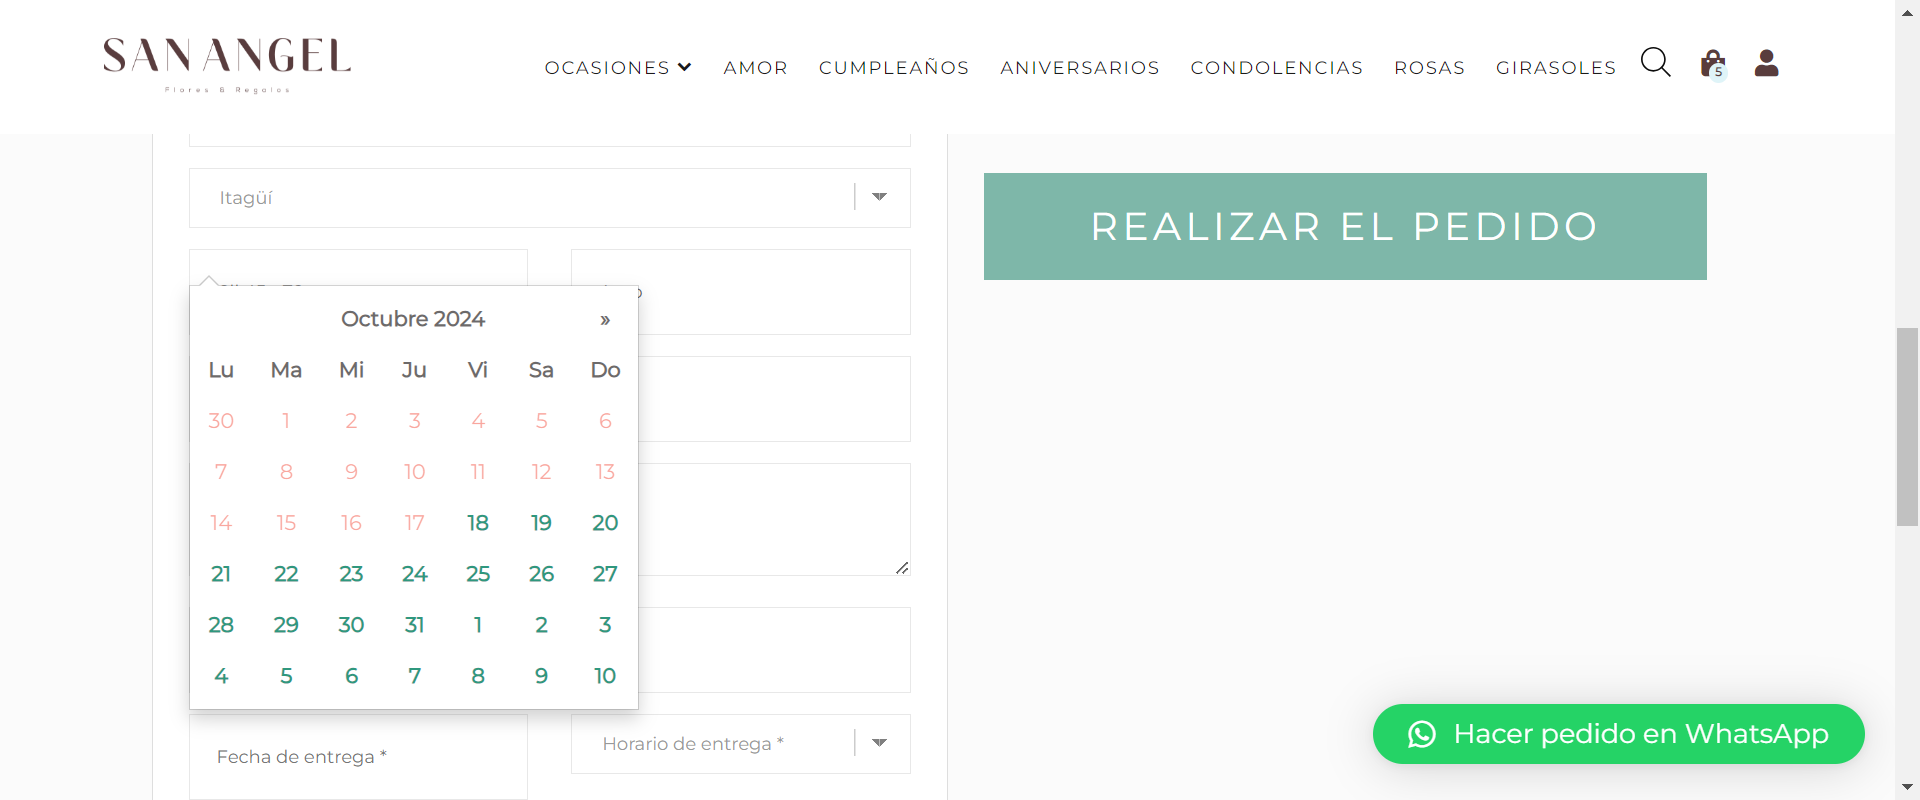 SAN ANGEL
Flores & Regalos
OCASIONES AMOR CUMPLEAÑOS ANIVERSARIOS CONDOLENCIAS ROSAS GIRASOLES
5
Itagüí
REALIZAR EL PEDIDO
Octubre 2024 »
Lu Ma Mi Ju Vi Sa Do
30 1 2 3 4 5 6
7 8 9 10 11 12 13
14 15 16 17 18 19 20
21 22 23 24 25 26 27
28 29 30 31 1 2 3
4 5 6 7 8 9 10
Fecha de entrega *
Horario de entrega *
Hacer pedido en WhatsApp